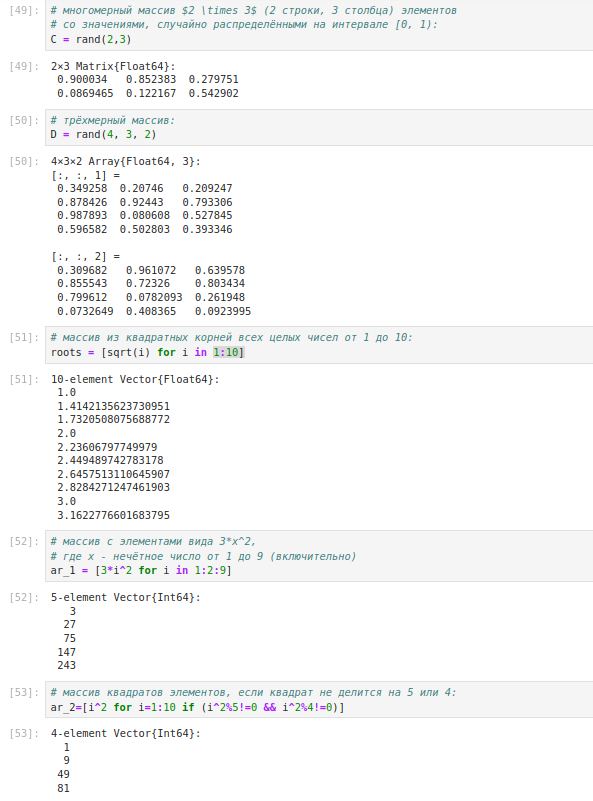 [49]: # многомерный массив $2 \times 3$ (2 строки, 3 столбца) элементов
# со значениями, случайно распределёнными на интервале [0, 1):
C = rand(2,3)
[49]: 2×3 Matrix{Float64}:
0.900034 0.852383 0.279751
0.0869465 0.122167 0.542902
[50]: # трёхмерный массив:
D = rand(4, 3, 2)
[50]: 4×3×2 Array{Float64, 3}:
[:, :, 1] =
0.349258 0.20746 0.209247
0.878426 0.92443 0.793306
0.987893 0.080608 0.527845
0.596582 0.502803 0.393346
[:, :, 2] =
0.309682 0.961072 0.639578
0.855543 0.72326 0.803434
0.799612 0.0782093 0.261948
0.0732649 0.408365 0.0923995
[51]: # массив из квадратных корней всех целых чисел от 1 до 10:
roots = [sqrt(i) for i in 1:10]
[51]: 10-element Vector{Float64}:
1.0
1.4142135623730951
1.7320508075688772
2.0
2.23606797749979
2.449489742783178
2.6457513110645907
2.8284271247461903
3.0
3.1622776601683795
[52]: # массив с элементами вида 3*x^2,
# где x - нечётное число от 1 до 9 (включительно)
ar_1 = [3*i^2 for i in 1:2:9]
[52]: 5-element Vector{Int64}:
3
27
75
147
243
[53]: # массив квадратов элементов, если квадрат не делится на 5 или 4:
ar_2=[i^2 for i=1:10 if (i^2%5!=0 && i^2%4!=0)]
[53]: 4-element Vector{Int64}:
1
9
49
81